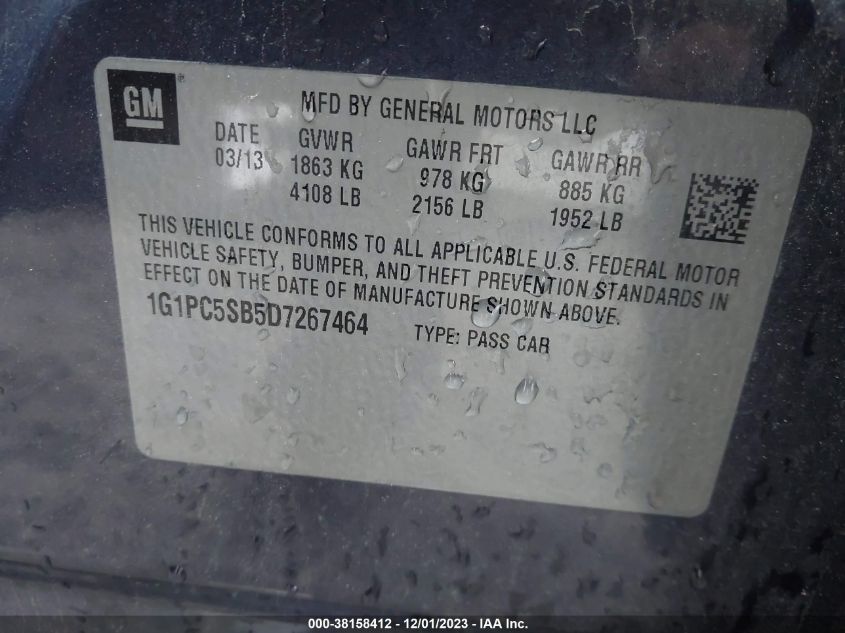 GM®
MFD BY GENERAL MOTORS LLC
DATE GVWR GAWR FRT GAWR RR
03/13 1863 KG 978 KG 885 KG
4108 LB 2156 LB 1952 LB
THIS VEHICLE CONFORMS TO ALL APPLICABLE U.S. FEDERAL MOTOR
VEHICLE SAFETY, BUMPER, AND THEFT PREVENTION STANDARDS IN
EFFECT ON THE DATE OF MANUFACTURE SHOWN ABOVE.
1G1PC5SB5D7267464 TYPE: PASS CAR
000-38158412 - 12/01/2023 - IAA Inc.